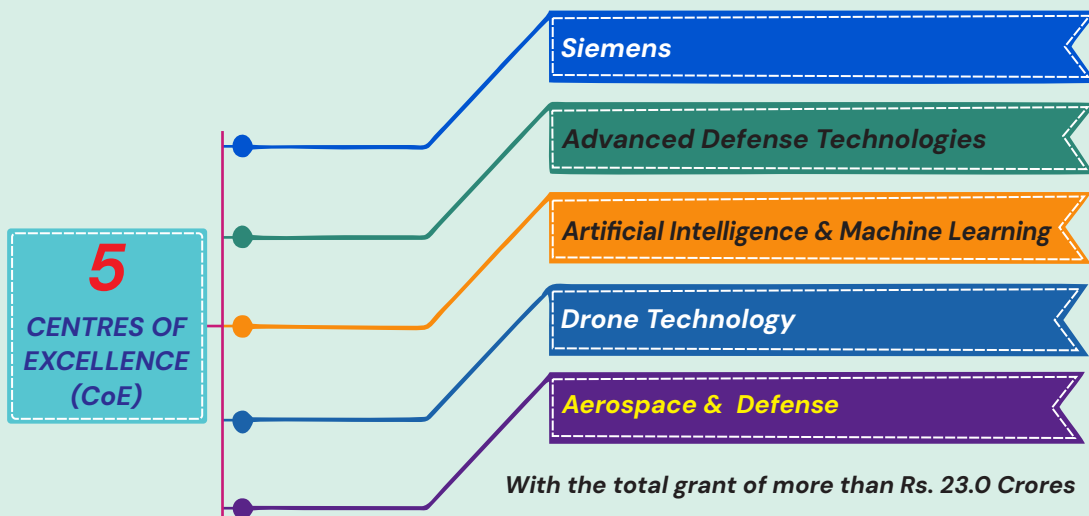 5
CENTRES OF
EXCELLENCE
(CoE)
Siemens
Advanced Defense Technologies
Artificial Intelligence & Machine Learning
Drone Technology
Aerospace & Defense
With the total grant of more than Rs. 23.0 Crores